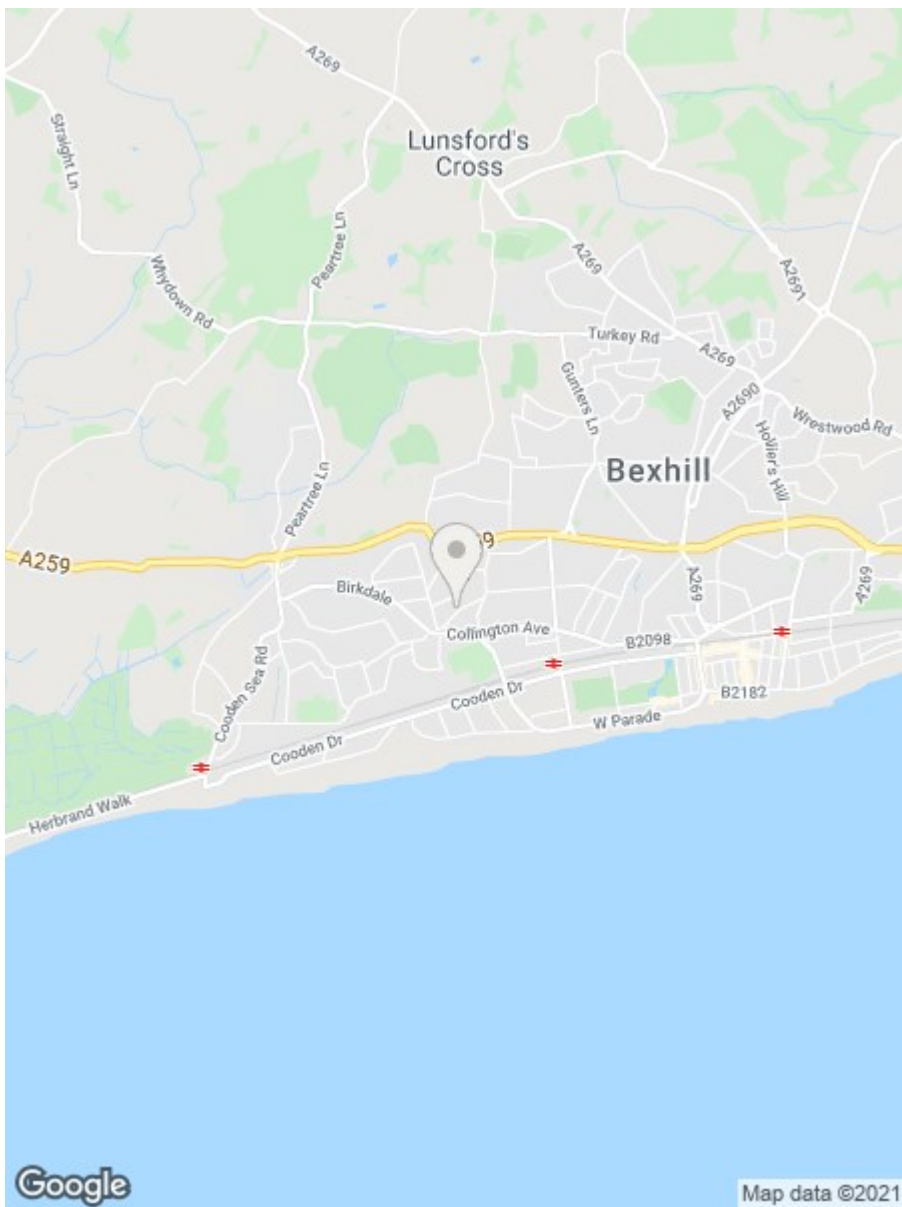 A269
Lunsford's
Cross
Straight Ln
Peartree Ln
A269
A2691
Whydown Rd
Turkey Rd
A269
Gunters Ln
A2690
Wrestwood Rd
Hollier's Hill
Bexhill
Peartree Ln
A259
59
Birkdale
A269
A269
Collington Ave
B2098
Cooden Sea Rd
Cooden Dr
B2182
W Parade
Cooden Dr
Herbrand Walk
Google
Map data ©2021